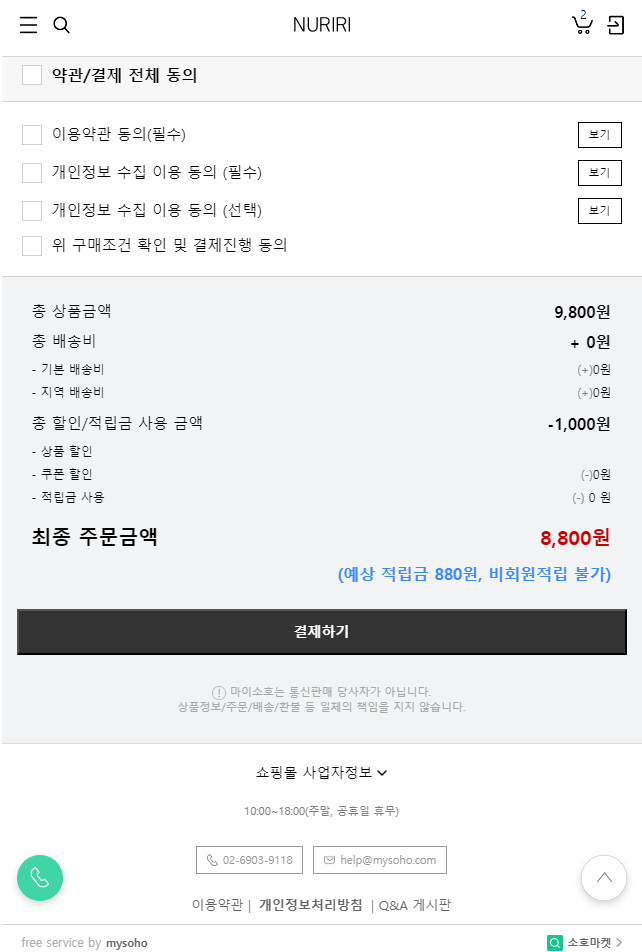 NURIRI
2
약관/결제 전체 동의
이용약관 동의(필수)
보기
개인정보 수집 이용 동의 (필수)
보기
개인정보 수집 이용 동의 (선택)
보기
위 구매조건 확인 및 결제진행 동의
총 상품금액
9,800원
총 배송비
+ 0원
- 기본 배송비
(+)0원
- 지역 배송비
(+)0원
총 할인/적립금 사용 금액
-1,000원
- 상품 할인
- 쿠폰 할인
(-)0원
- 적립금 사용
(-) 0 원
최종 주문금액
8,800원
(예상 적립금 880원, 비회원적립 불가)
결제하기
마이소호는 통신판매 당사자가 아닙니다.
상품정보/주문/배송/환불 등 일체의 책임을 지지 않습니다.
쇼핑몰 사업자정보
10:00~18:00(주말, 공휴일 휴무)
02-6903-9118
help@mysoho.com
이용약관 | 개인정보처리방침 | Q&A 게시판
free service by mysoho
소호마켓 >